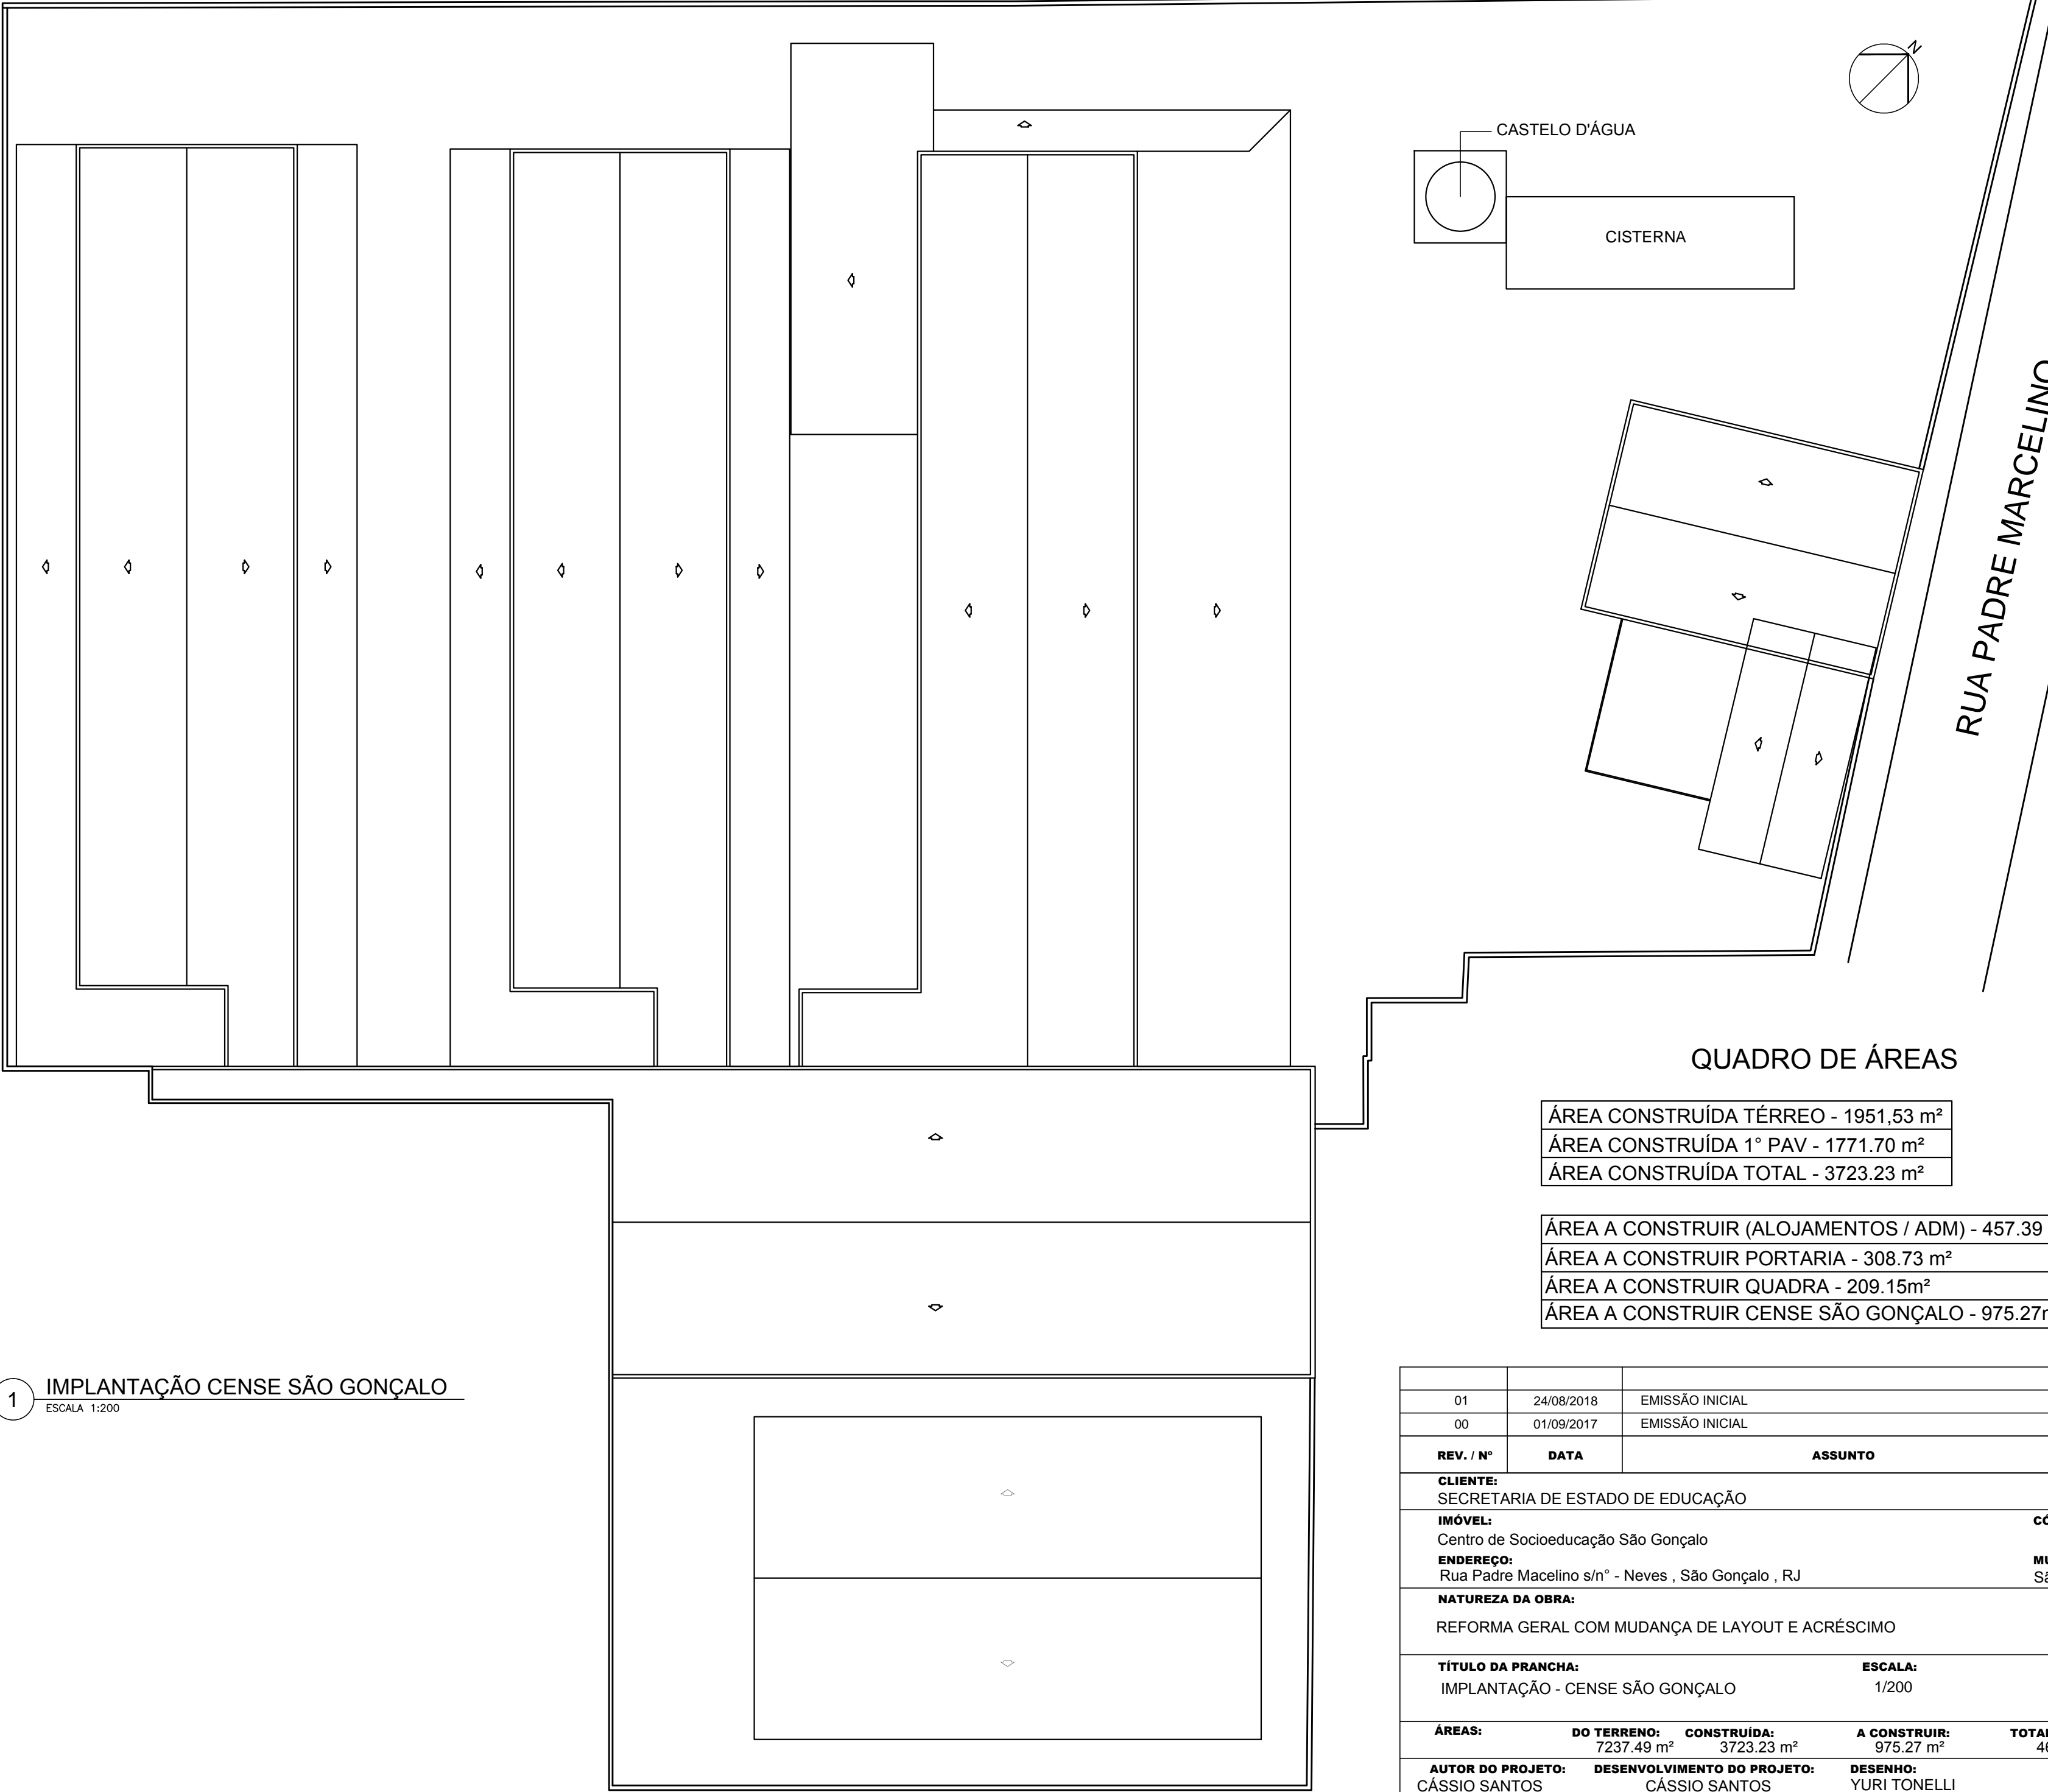 N
CASTELO D'ÁGUA
CISTERNA
RUA PADRE MARCELINO
QUADRO DE ÁREAS
ÁREA CONSTRUÍDA TÉRREO - 1951,53 m²
ÁREA CONSTRUÍDA 1° PAV - 1771.70 m²
ÁREA CONSTRUÍDA TOTAL - 3723.23 m²
ÁREA A CONSTRUIR (ALOJAMENTOS / ADM) - 457.39
ÁREA A CONSTRUIR PORTARIA - 308.73 m²
ÁREA A CONSTRUIR QUADRA - 209.15m²
ÁREA A CONSTRUIR CENSE SÃO GONÇALO - 975.27
1 IMPLANTAÇÃO CENSE SÃO GONÇALO
ESCALA 1:200
01 24/08/2018 EMISSÃO INICIAL
00 01/09/2017 EMISSÃO INICIAL
REV. / Nº DATA ASSUNTO
CLIENTE:
SECRETARIA DE ESTADO DE EDUCAÇÃO
IMÓVEL:
Centro de Socioeducação São Gonçalo
ENDEREÇO:
Rua Padre Macelino s/n° - Neves , São Gonçalo , RJ
NATUREZA DA OBRA:
REFORMA GERAL COM MUDANÇA DE LAYOUT E ACRÉSCIMO
TÍTULO DA PRANCHA: ESCALA:
IMPLANTAÇÃO - CENSE SÃO GONÇALO 1/200
ÁREAS: DO TERRENO: CONSTRUÍDA: A CONSTRUIR:
7237.49 m² 3723.23 m² 975.27 m²
AUTOR DO PROJETO: DESENVOLVIMENTO DO PROJETO: DESENHO:
CÁSSIO SANTOS CÁSSIO SANTOS YURI TONELLI